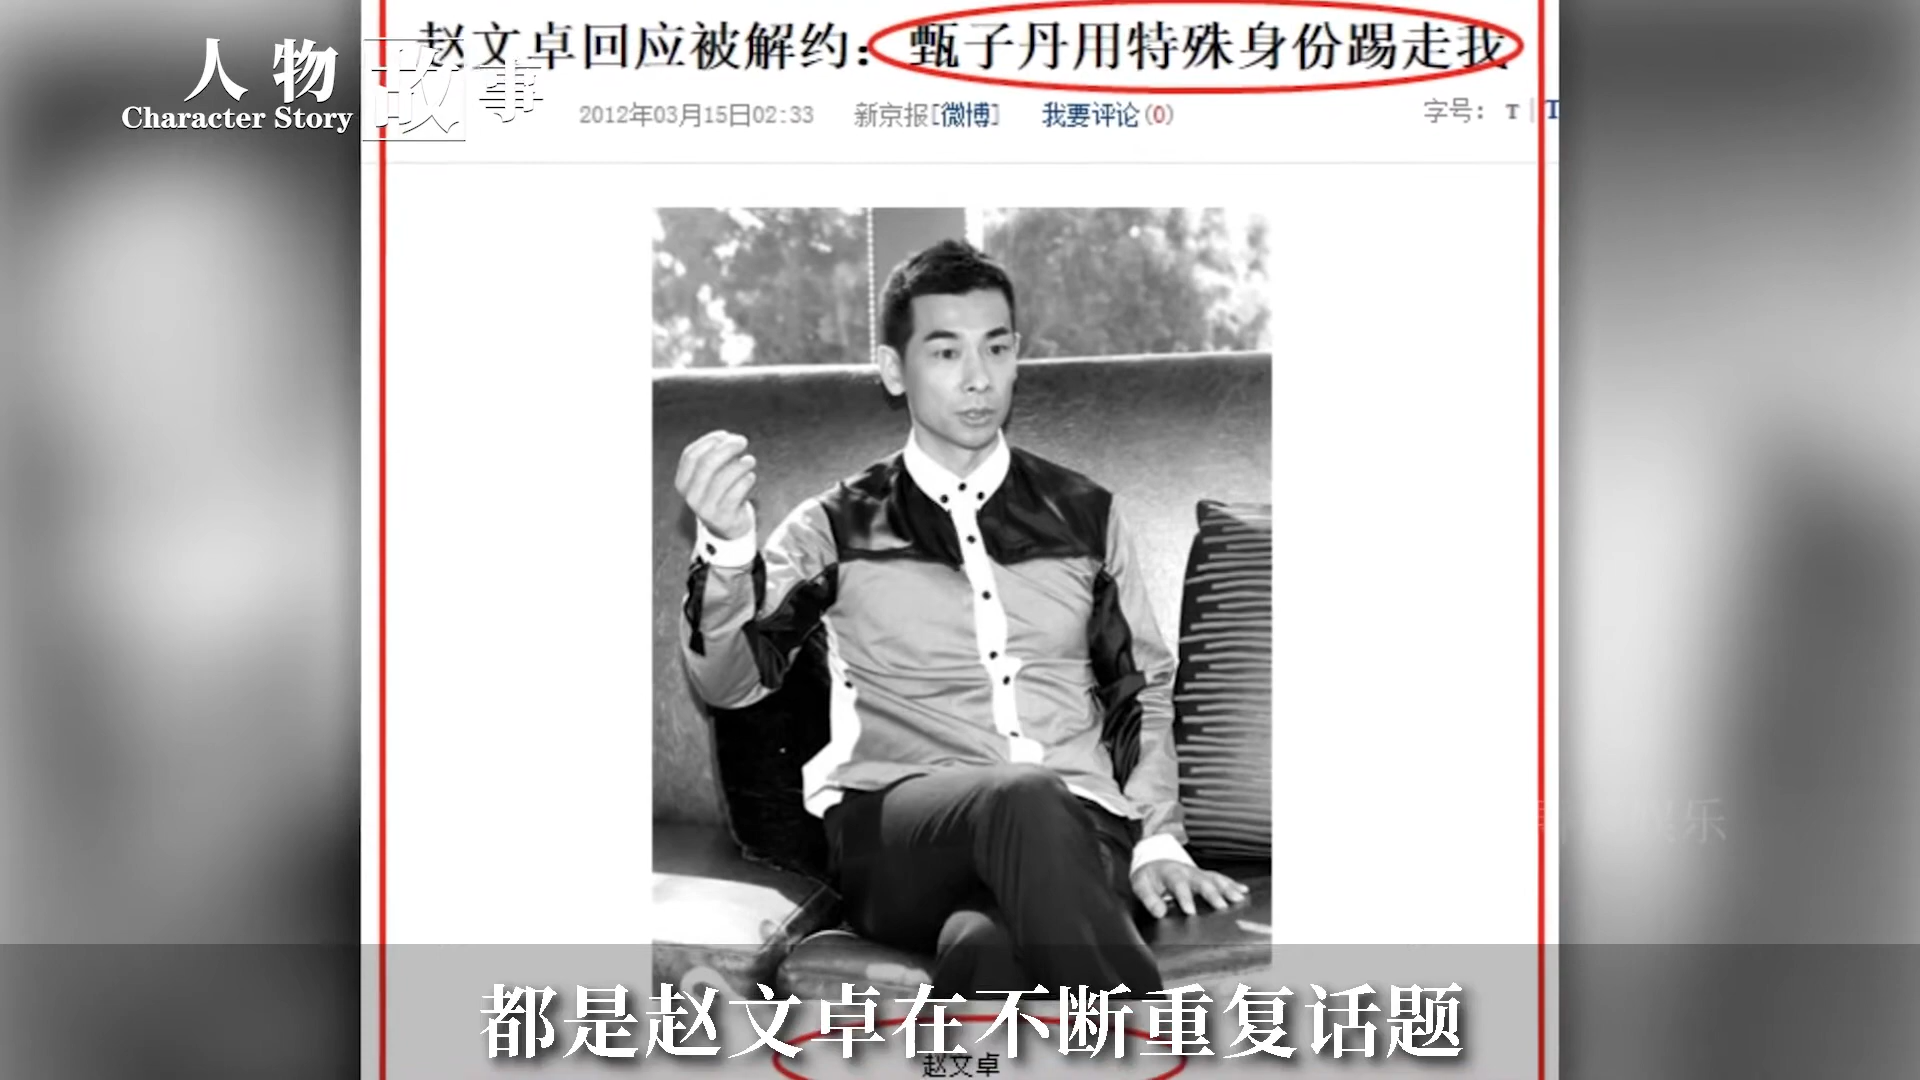 赵文卓回应被解约：甄子丹用特殊身份踢走我
人物故事
Character Story
2012年03月15日02:33 新京报[微博] 我要评论(0) 字号： T | T
都是赵文卓在不断重复话题
赵文卓